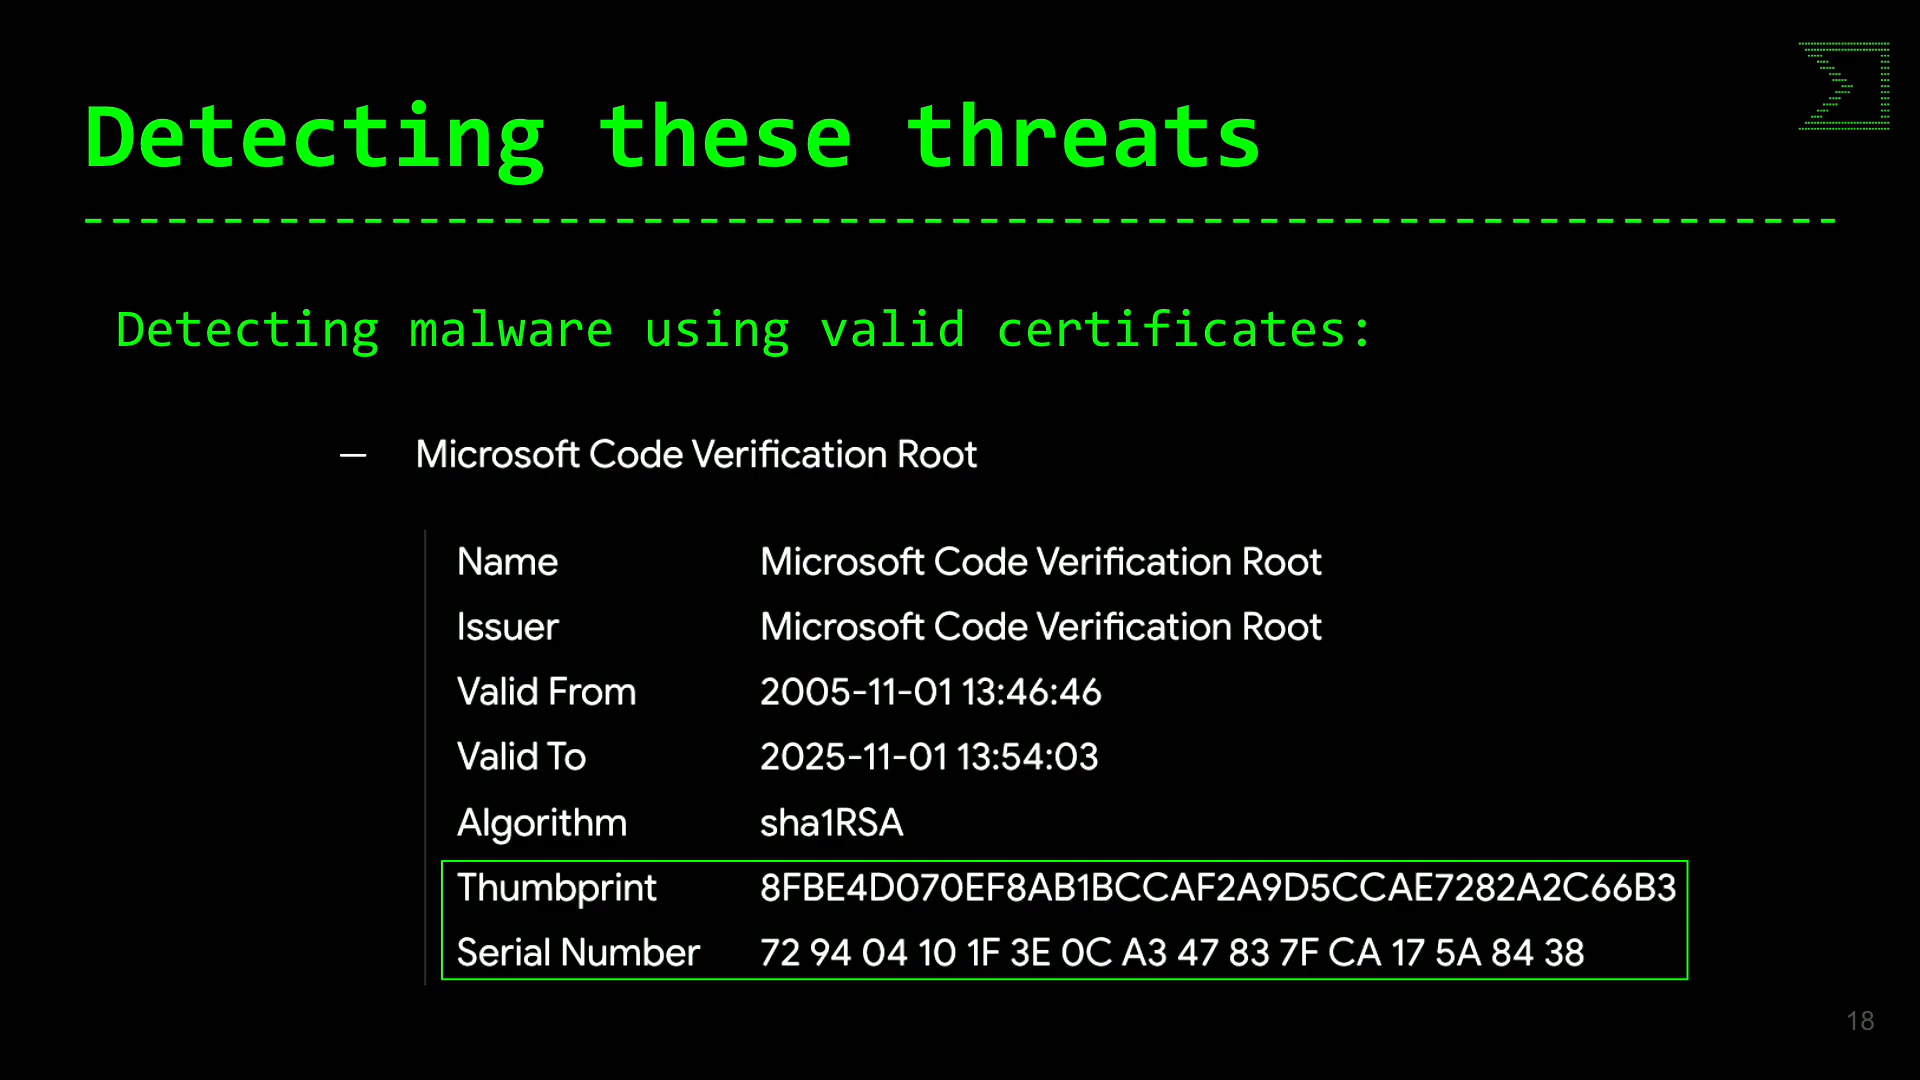 Detecting these threats
Detecting malware using valid certificates:
— Microsoft Code Verification Root
Name Microsoft Code Verification Root
Issuer Microsoft Code Verification Root
Valid From 2005-11-01 13:46:46
Valid To 2025-11-01 13:54:03
Algorithm sha1RSA
Thumbprint 8FBE4D070EF8AB1BCCAF2A9D5CCAE7282A2C66B3
Serial Number 72 94 04 10 1F 3E 0C A3 47 83 7F CA 17 5A 84 38
18